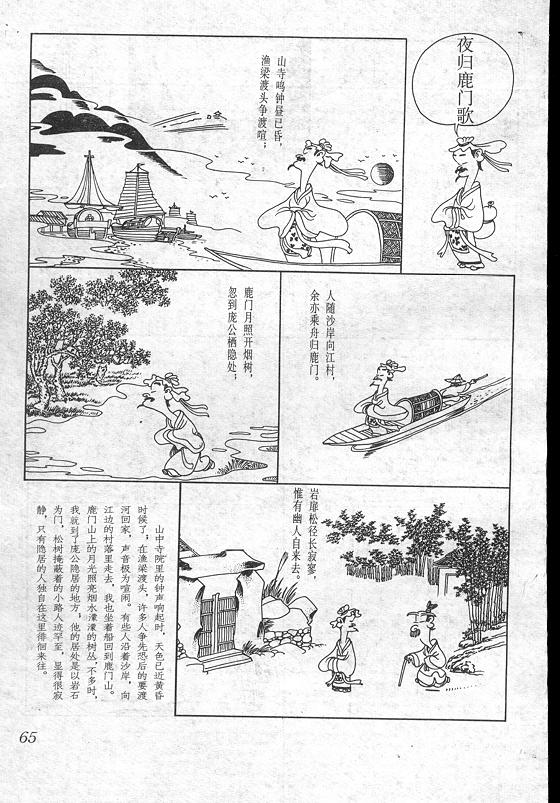 夜归鹿门歌
山寺鸣钟昼已昏，
渔梁渡头争渡喧；
人随沙岸向江村，
余亦乘舟归鹿门。
鹿门月照开烟树，
忽到庞公栖隐处；
岩扉松径长寂寥，
惟有幽人自来去。
山中寺院里的钟声响起时，天色已近黄昏
时候了；在渔梁渡头，许多人争先恐后的要渡
河回家，声音极为喧闹。有些人沿着沙岸，向
江边的村落里走去，我也坐着船回到鹿门山。
鹿门山上的月光照亮烟水濛濛的树丛，不多时，
我就到了庞公隐居的地方；他的居处是以岩石
为门，松树掩蔽着的小路人迹罕至，显得很寂
静，只有隐居的人独自在这里徘徊来往。
65